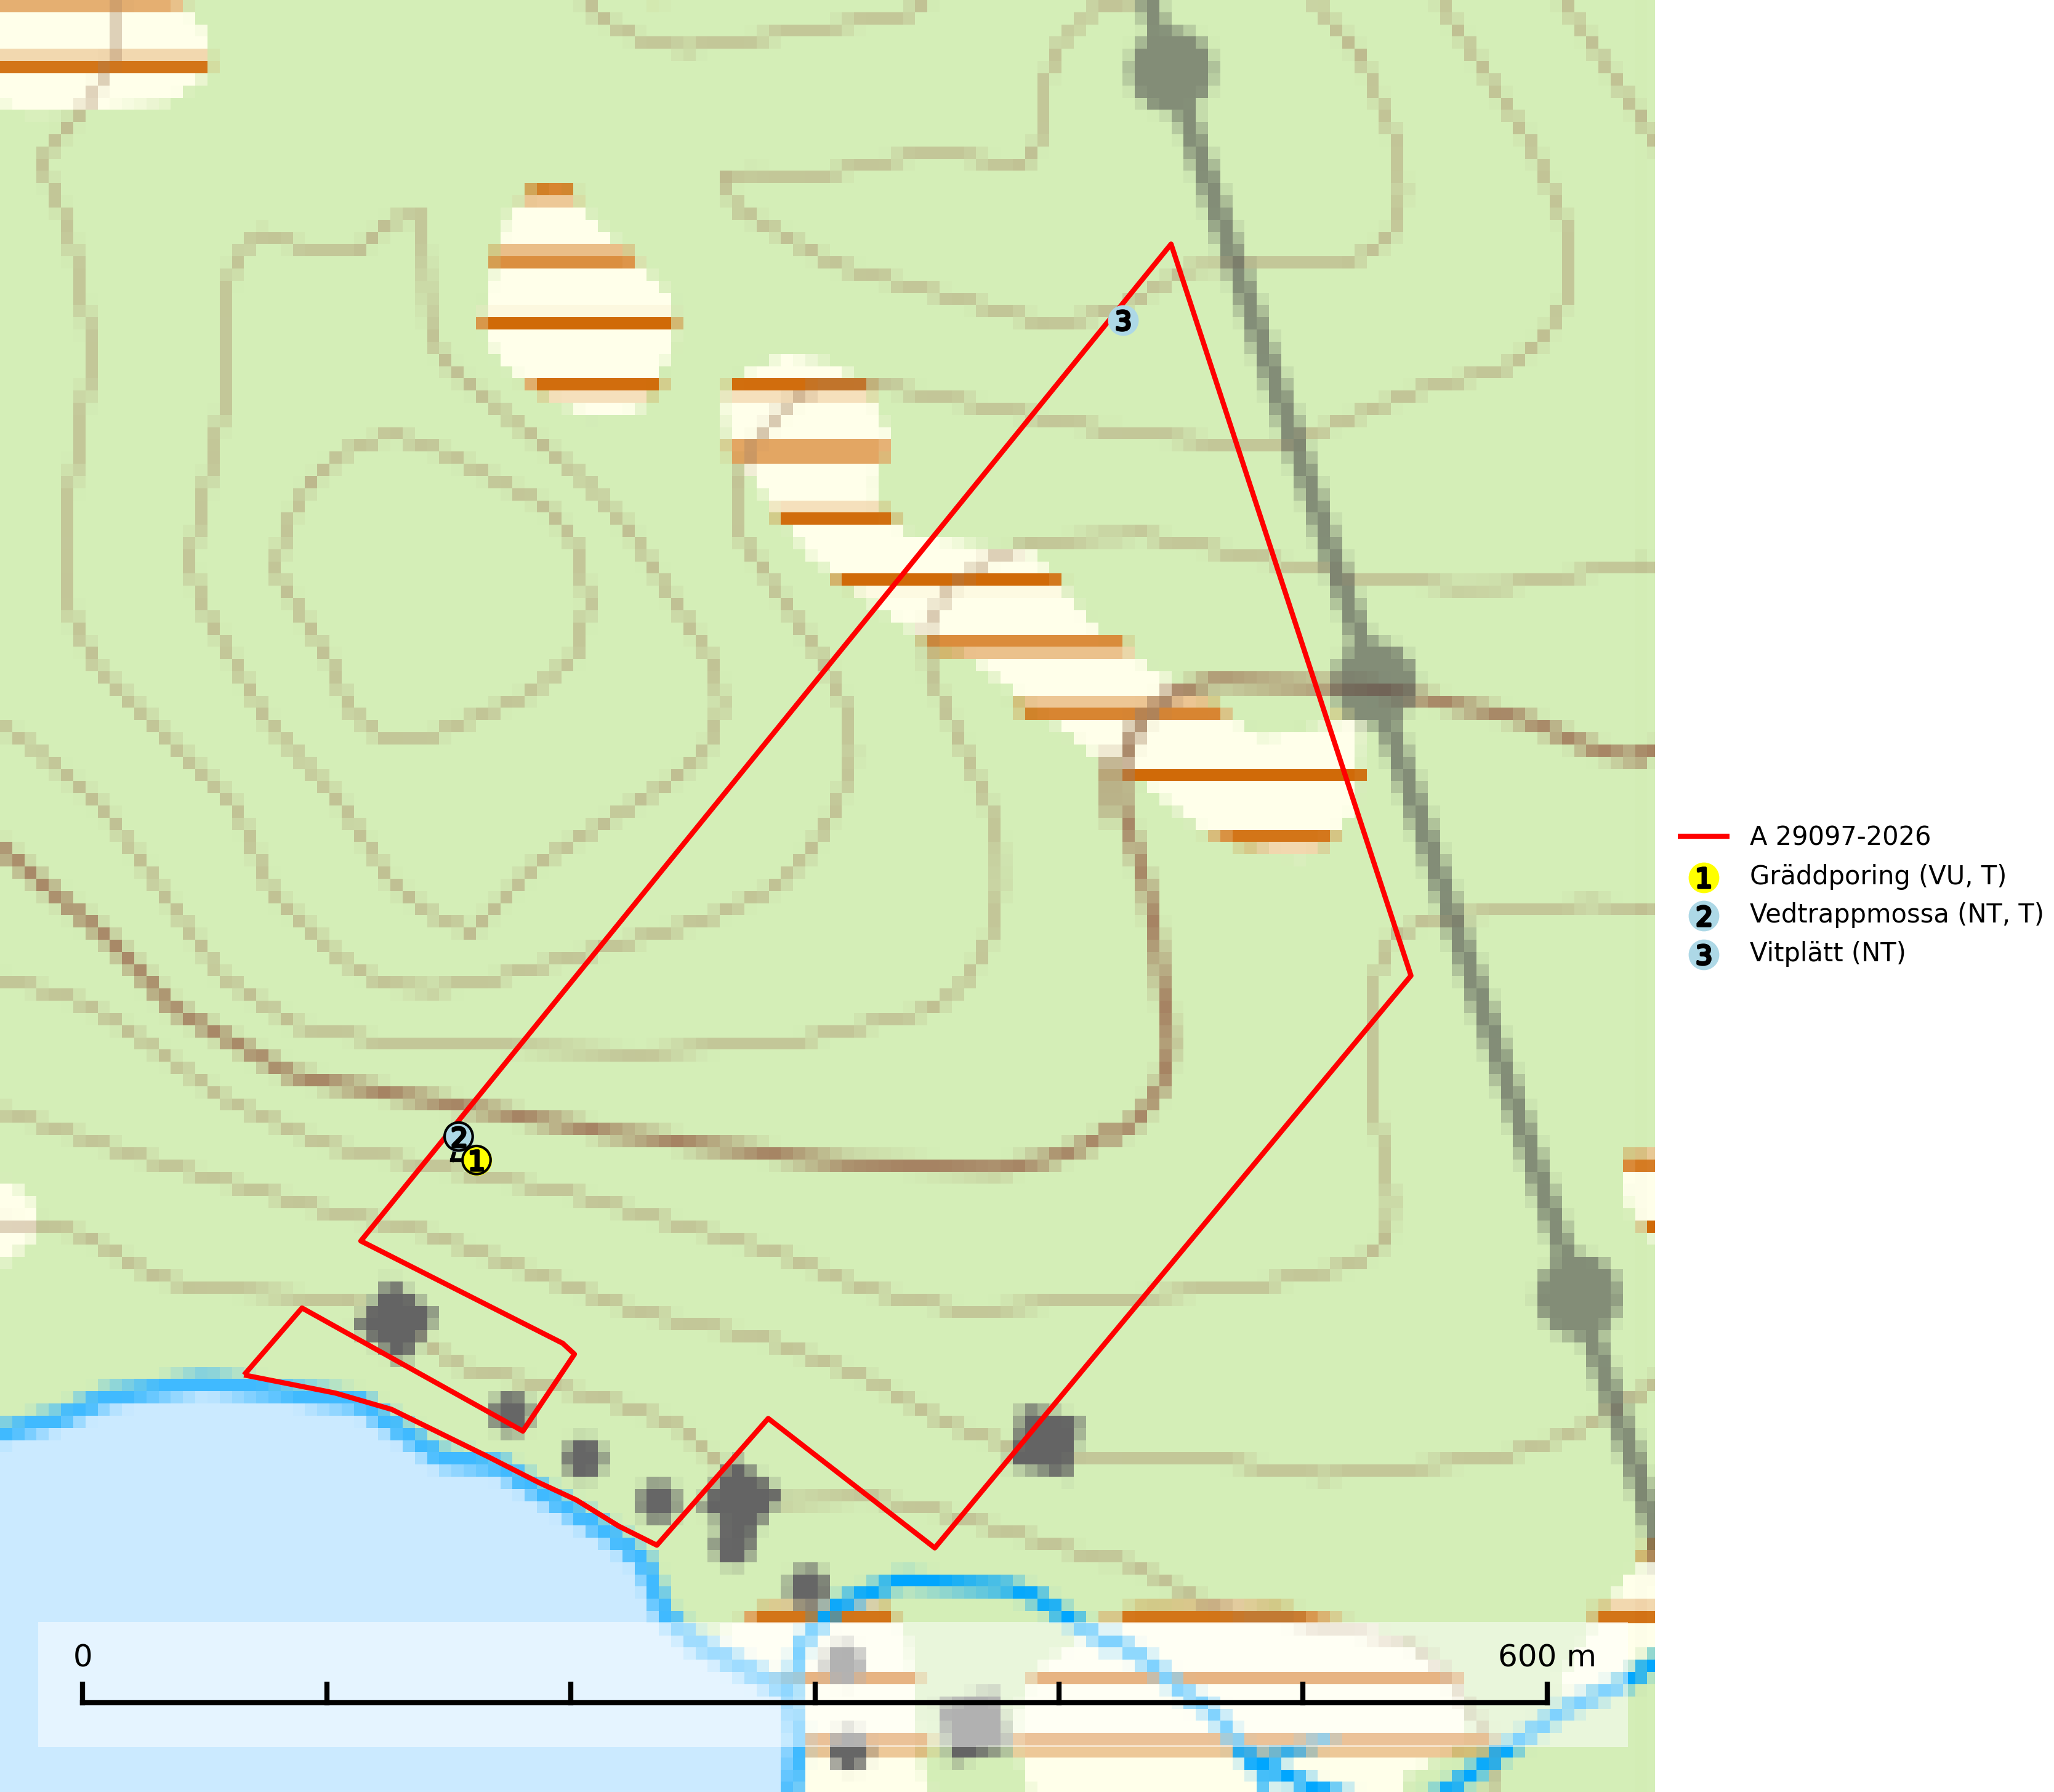 3
2
1
A 29097-2026
1 Gräddporing (VU, T)
2 Vedtrappmossa (NT, T)
3 Vitplätt (NT)
0 600 m